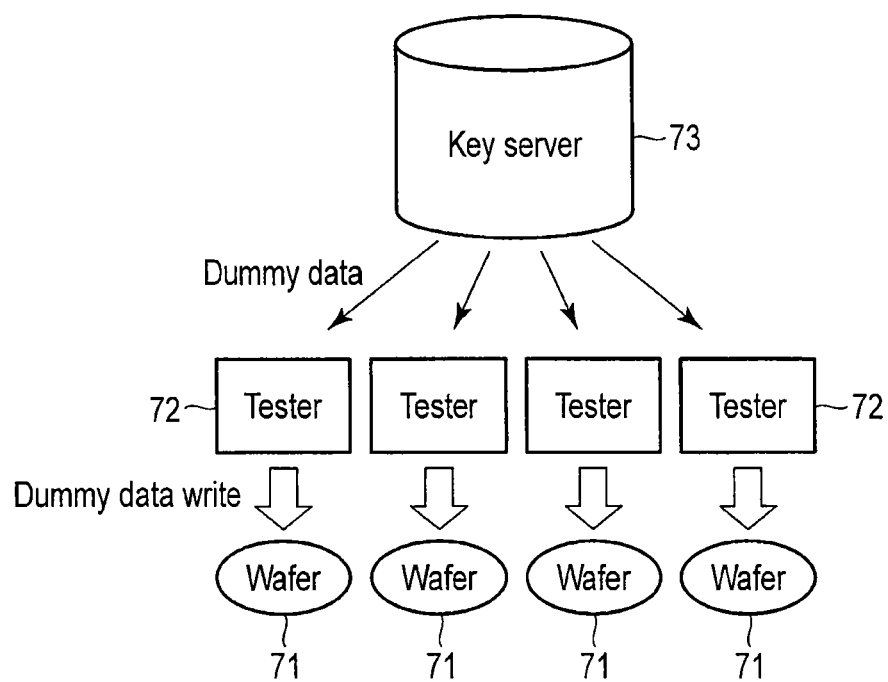 Key server
73
Dummy data
72
Tester
Tester
Tester
Tester
72
Dummy data write
Wafer
Wafer
Wafer
Wafer
71
71
71
71